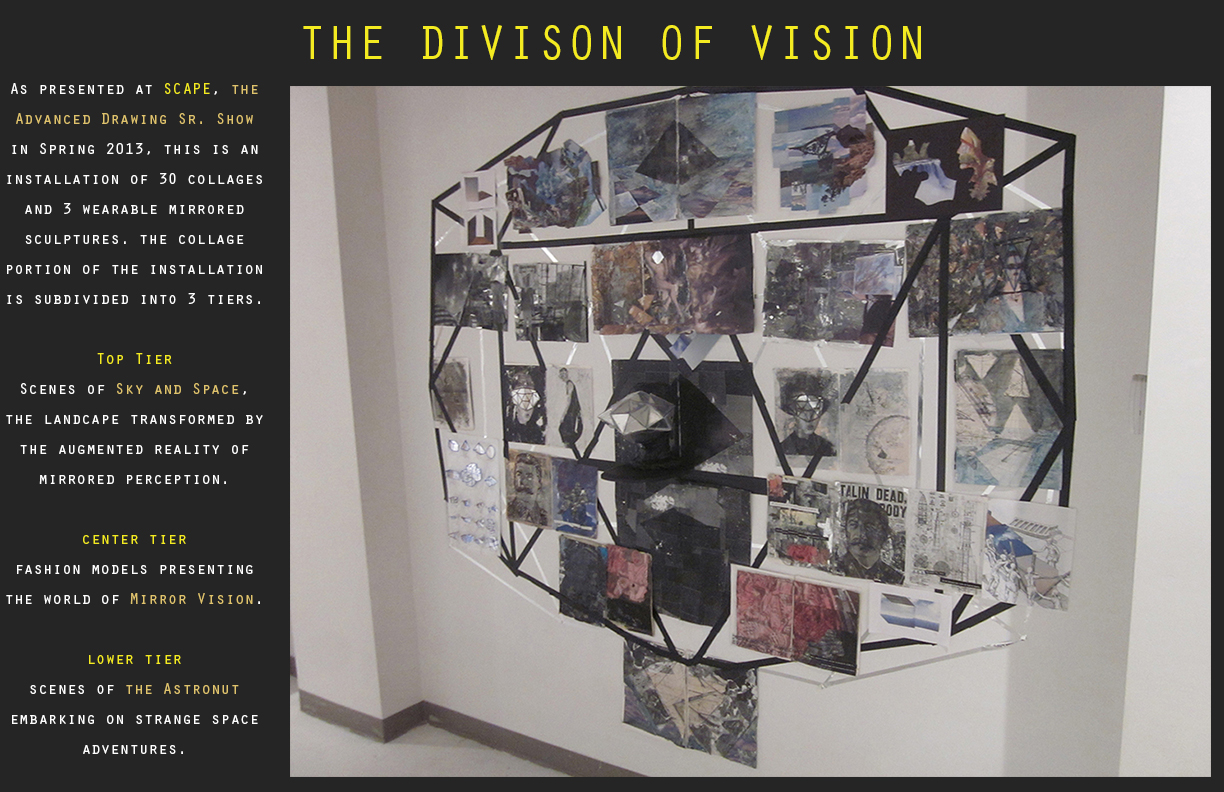 THE DIVISON OF VISION
As presented at SCAPE, the
Advanced Drawing Sr. Show
in Spring 2013, this is an
installation of 30 collages
and 3 wearable mirrored
sculptures. the collage
portion of the installation
is subdivided into 3 tiers.
Top Tier
Scenes of Sky and Space,
the landcape transformed by
the augmented reality of
mirrored perception.
center tier
fashion models presenting
the world of Mirror Vision.
lower tier
scenes of the Astronut
embarking on strange space
adventures.
TALIN DEAD,
BODY